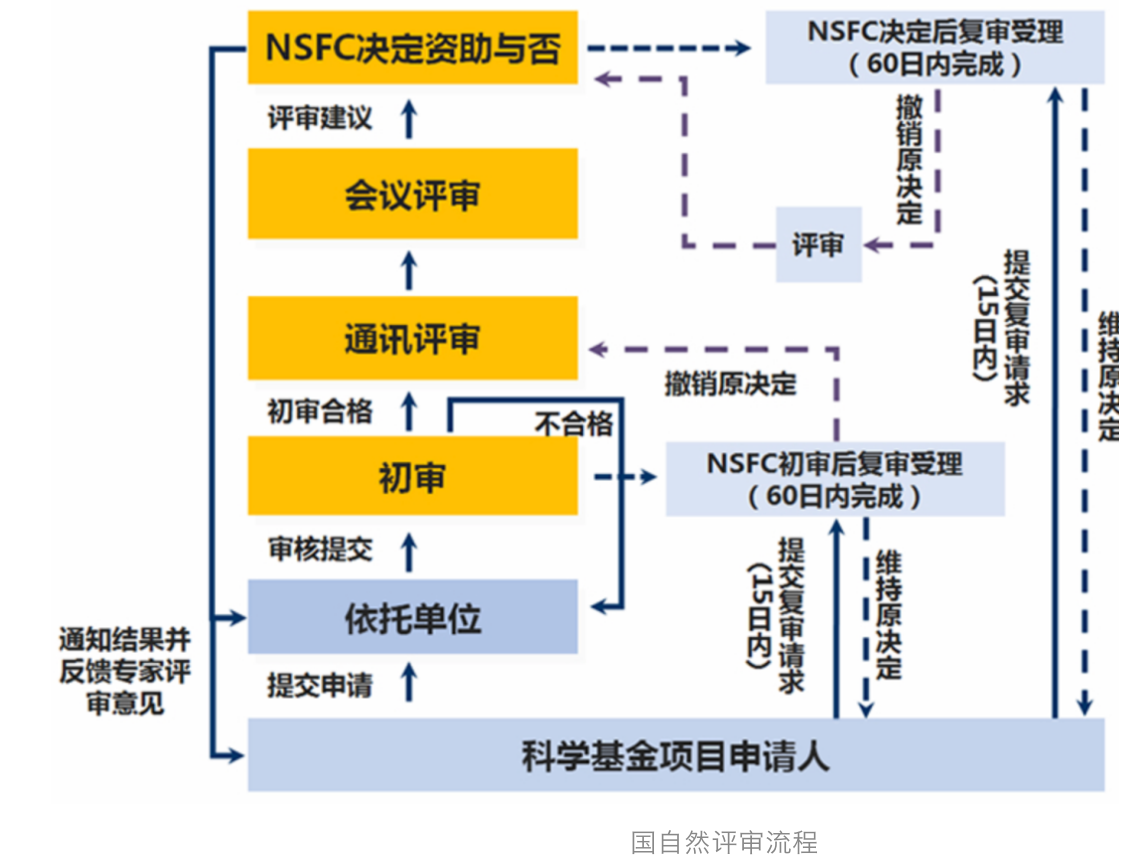 NSFC决定资助与否
NSFC决定后复审受理
（60日内完成）
评审建议
撤销原决定
会议评审
评审
提交复审请求
（15日内）
维持原决定
通讯评审
撤销原决定
初审合格
不合格
初审
NSFC初审后复审受理
（60日内完成）
审核提交
提交复审请求
（15日内）
维持原决定
依托单位
通知结果并
反馈专家评
审意见
提交申请
科学基金项目申请人
国自然评审流程